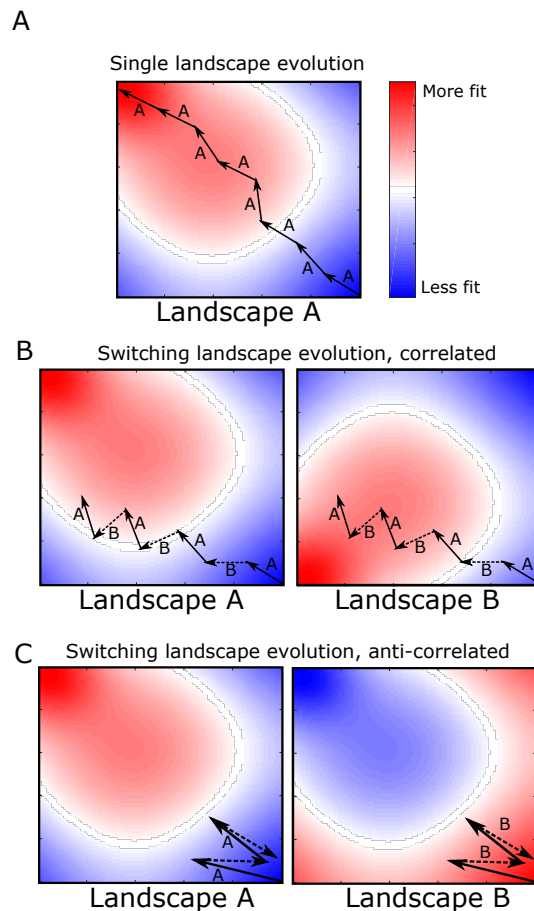 A
Single landscape evolution
More fit
A
A
A
A
A
A
A
A
Less fit
Landscape A
B
Switching landscape evolution, correlated
A
B
A
B
A
B
A
Landscape A
A
B
A
B
A
B
A
Landscape B
C
Switching landscape evolution, anti-correlated
A
A
Landscape A
B
B
Landscape B